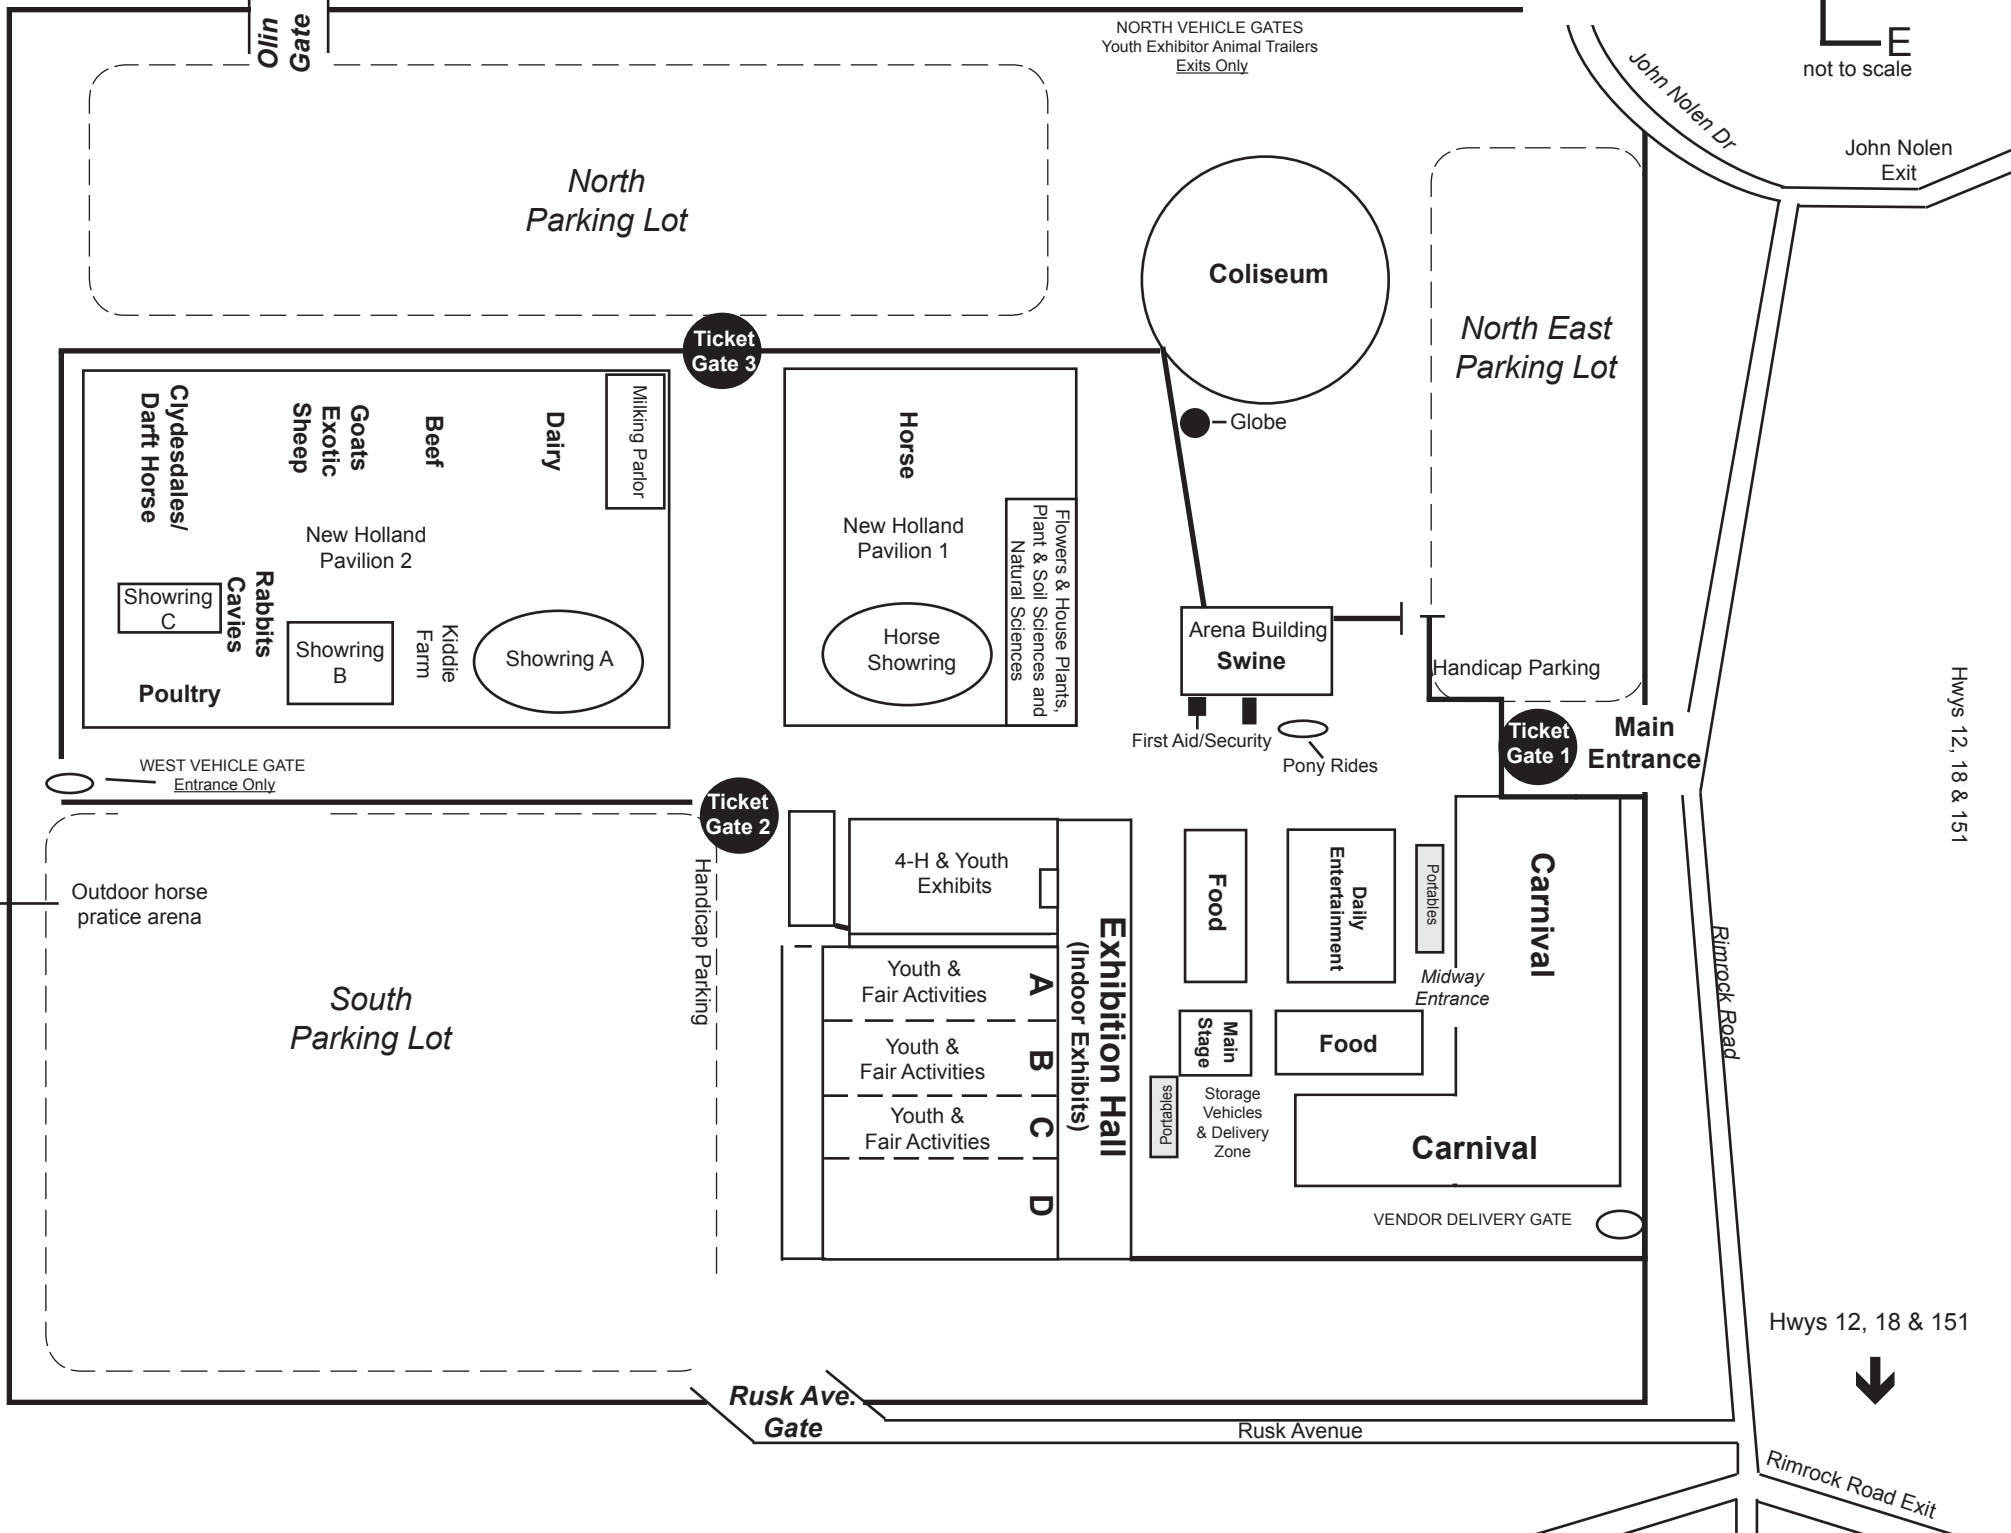 Olin
Gate
NORTH VEHICLE GATES
Youth Exhibitor Animal Trailers
Exits Only
E
not to scale
John Nolen Dr
John Nolen
Exit
North
Parking Lot
Coliseum
North East
Parking Lot
Ticket
Gate 3
Globe
Clydesdales/
Darft Horse
Goats
Exotic
Sheep
Beef
Dairy
Milking Parlor
New Holland
Pavilion 2
Showring
C
Rabbits
Cavies
Showring
B
Kiddie
Farm
Showring A
Poultry
Horse
New Holland
Pavilion 1
Horse
Showring
Flowers & House Plants,
Plant & Soil Sciences and
Natural Sciences
Arena Building
Swine
Handicap Parking
First Aid/Security
Pony Rides
Ticket
Gate 1
Main
Entrance
Hwys 12, 18 & 151
WEST VEHICLE GATE
Entrance Only
Ticket
Gate 2
Outdoor horse
pratice arena
South
Parking Lot
Handicap Parking
4-H & Youth
Exhibits
Youth &
Fair Activities
A
Youth &
Fair Activities
B
Youth &
Fair Activities
C
D
Exhibition Hall
(Indoor Exhibits)
Food
Daily
Entertainment
Portables
Midway
Entrance
Carnival
Main
Stage
Food
Portables
Storage
Vehicles
& Delivery
Zone
Carnival
VENDOR DELIVERY GATE
Rimrock Road
Hwys 12, 18 & 151
Rusk Ave.
Gate
Rusk Avenue
Rimrock Road Exit